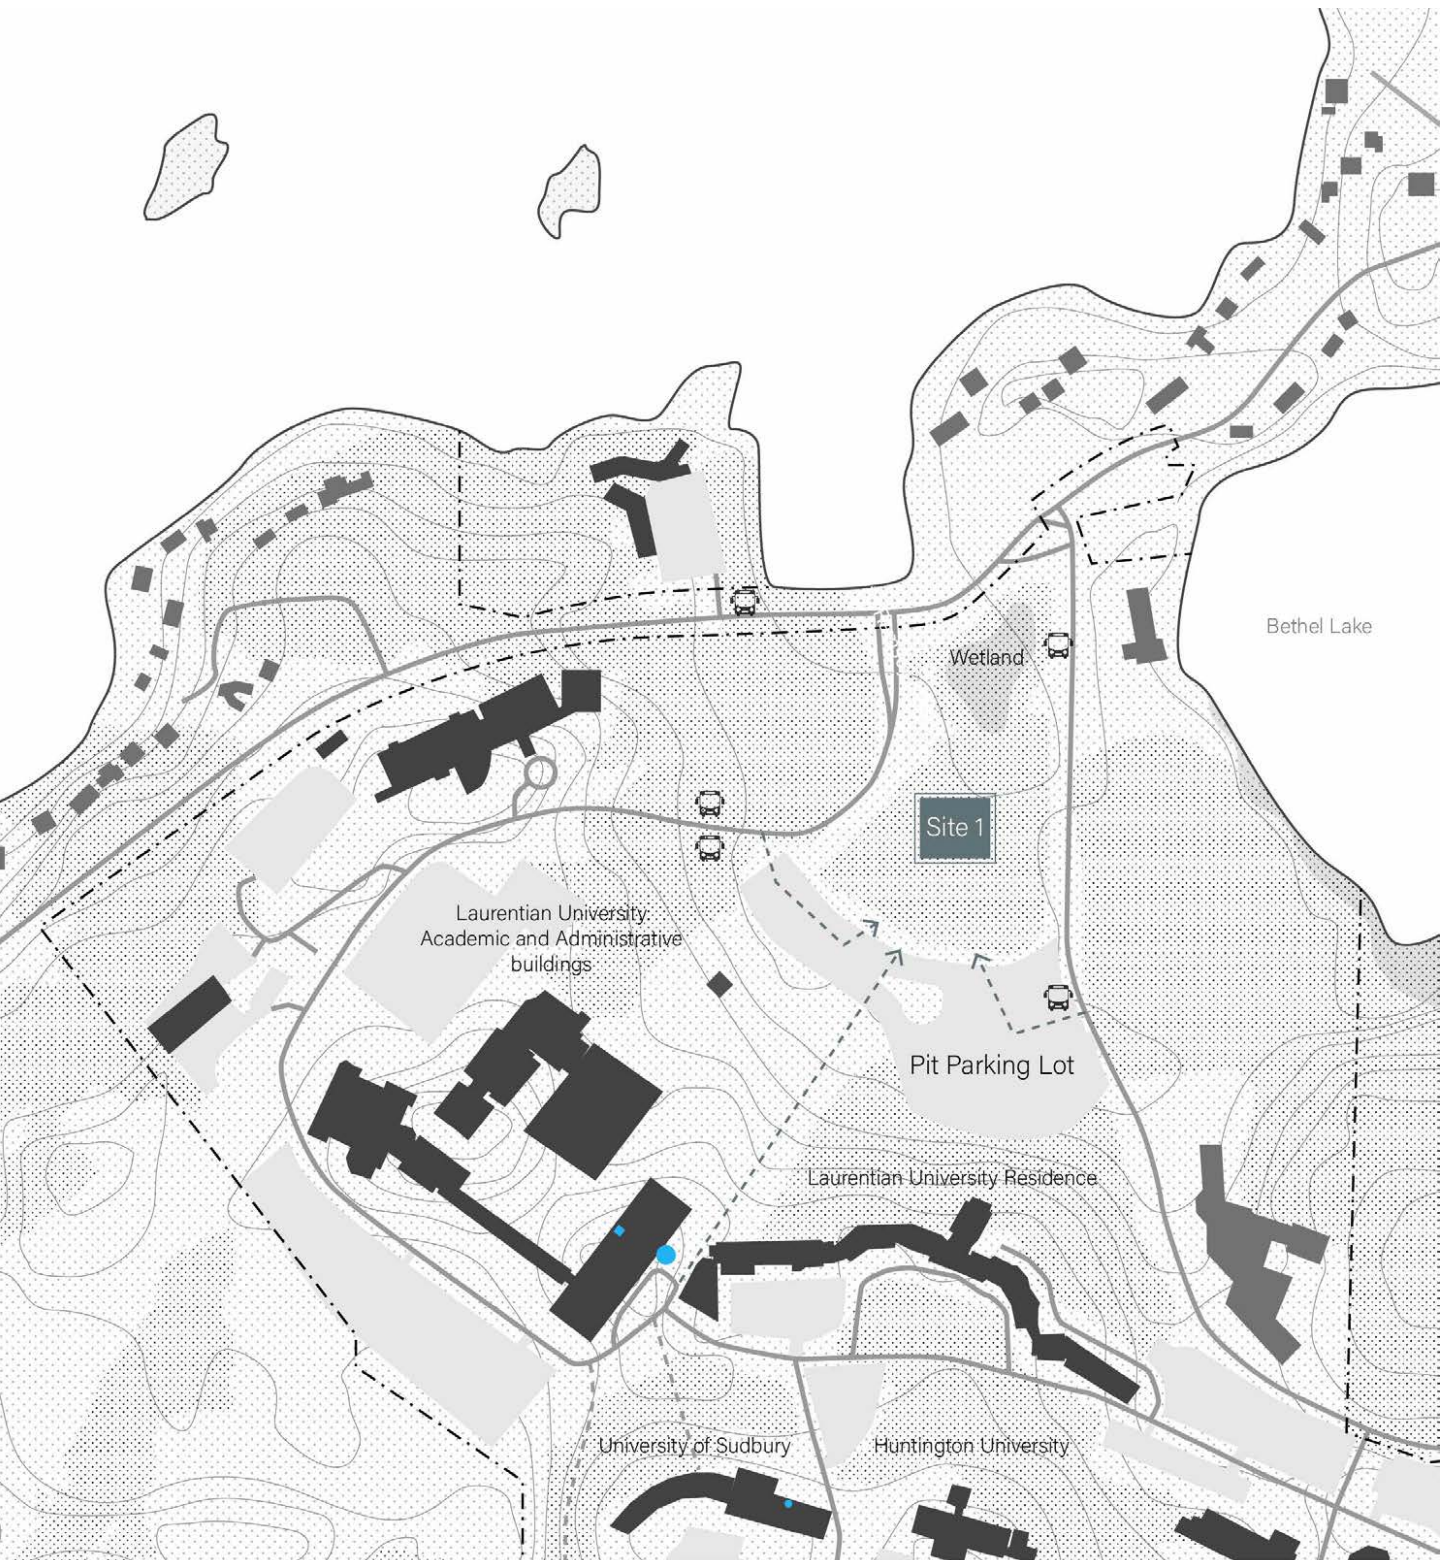 Bethel Lake
Wetland
Site 1
Laurentian University
Academic and Administrative
buildings
Pit Parking Lot
Laurentian University Residence
University of Sudbury
Huntington University